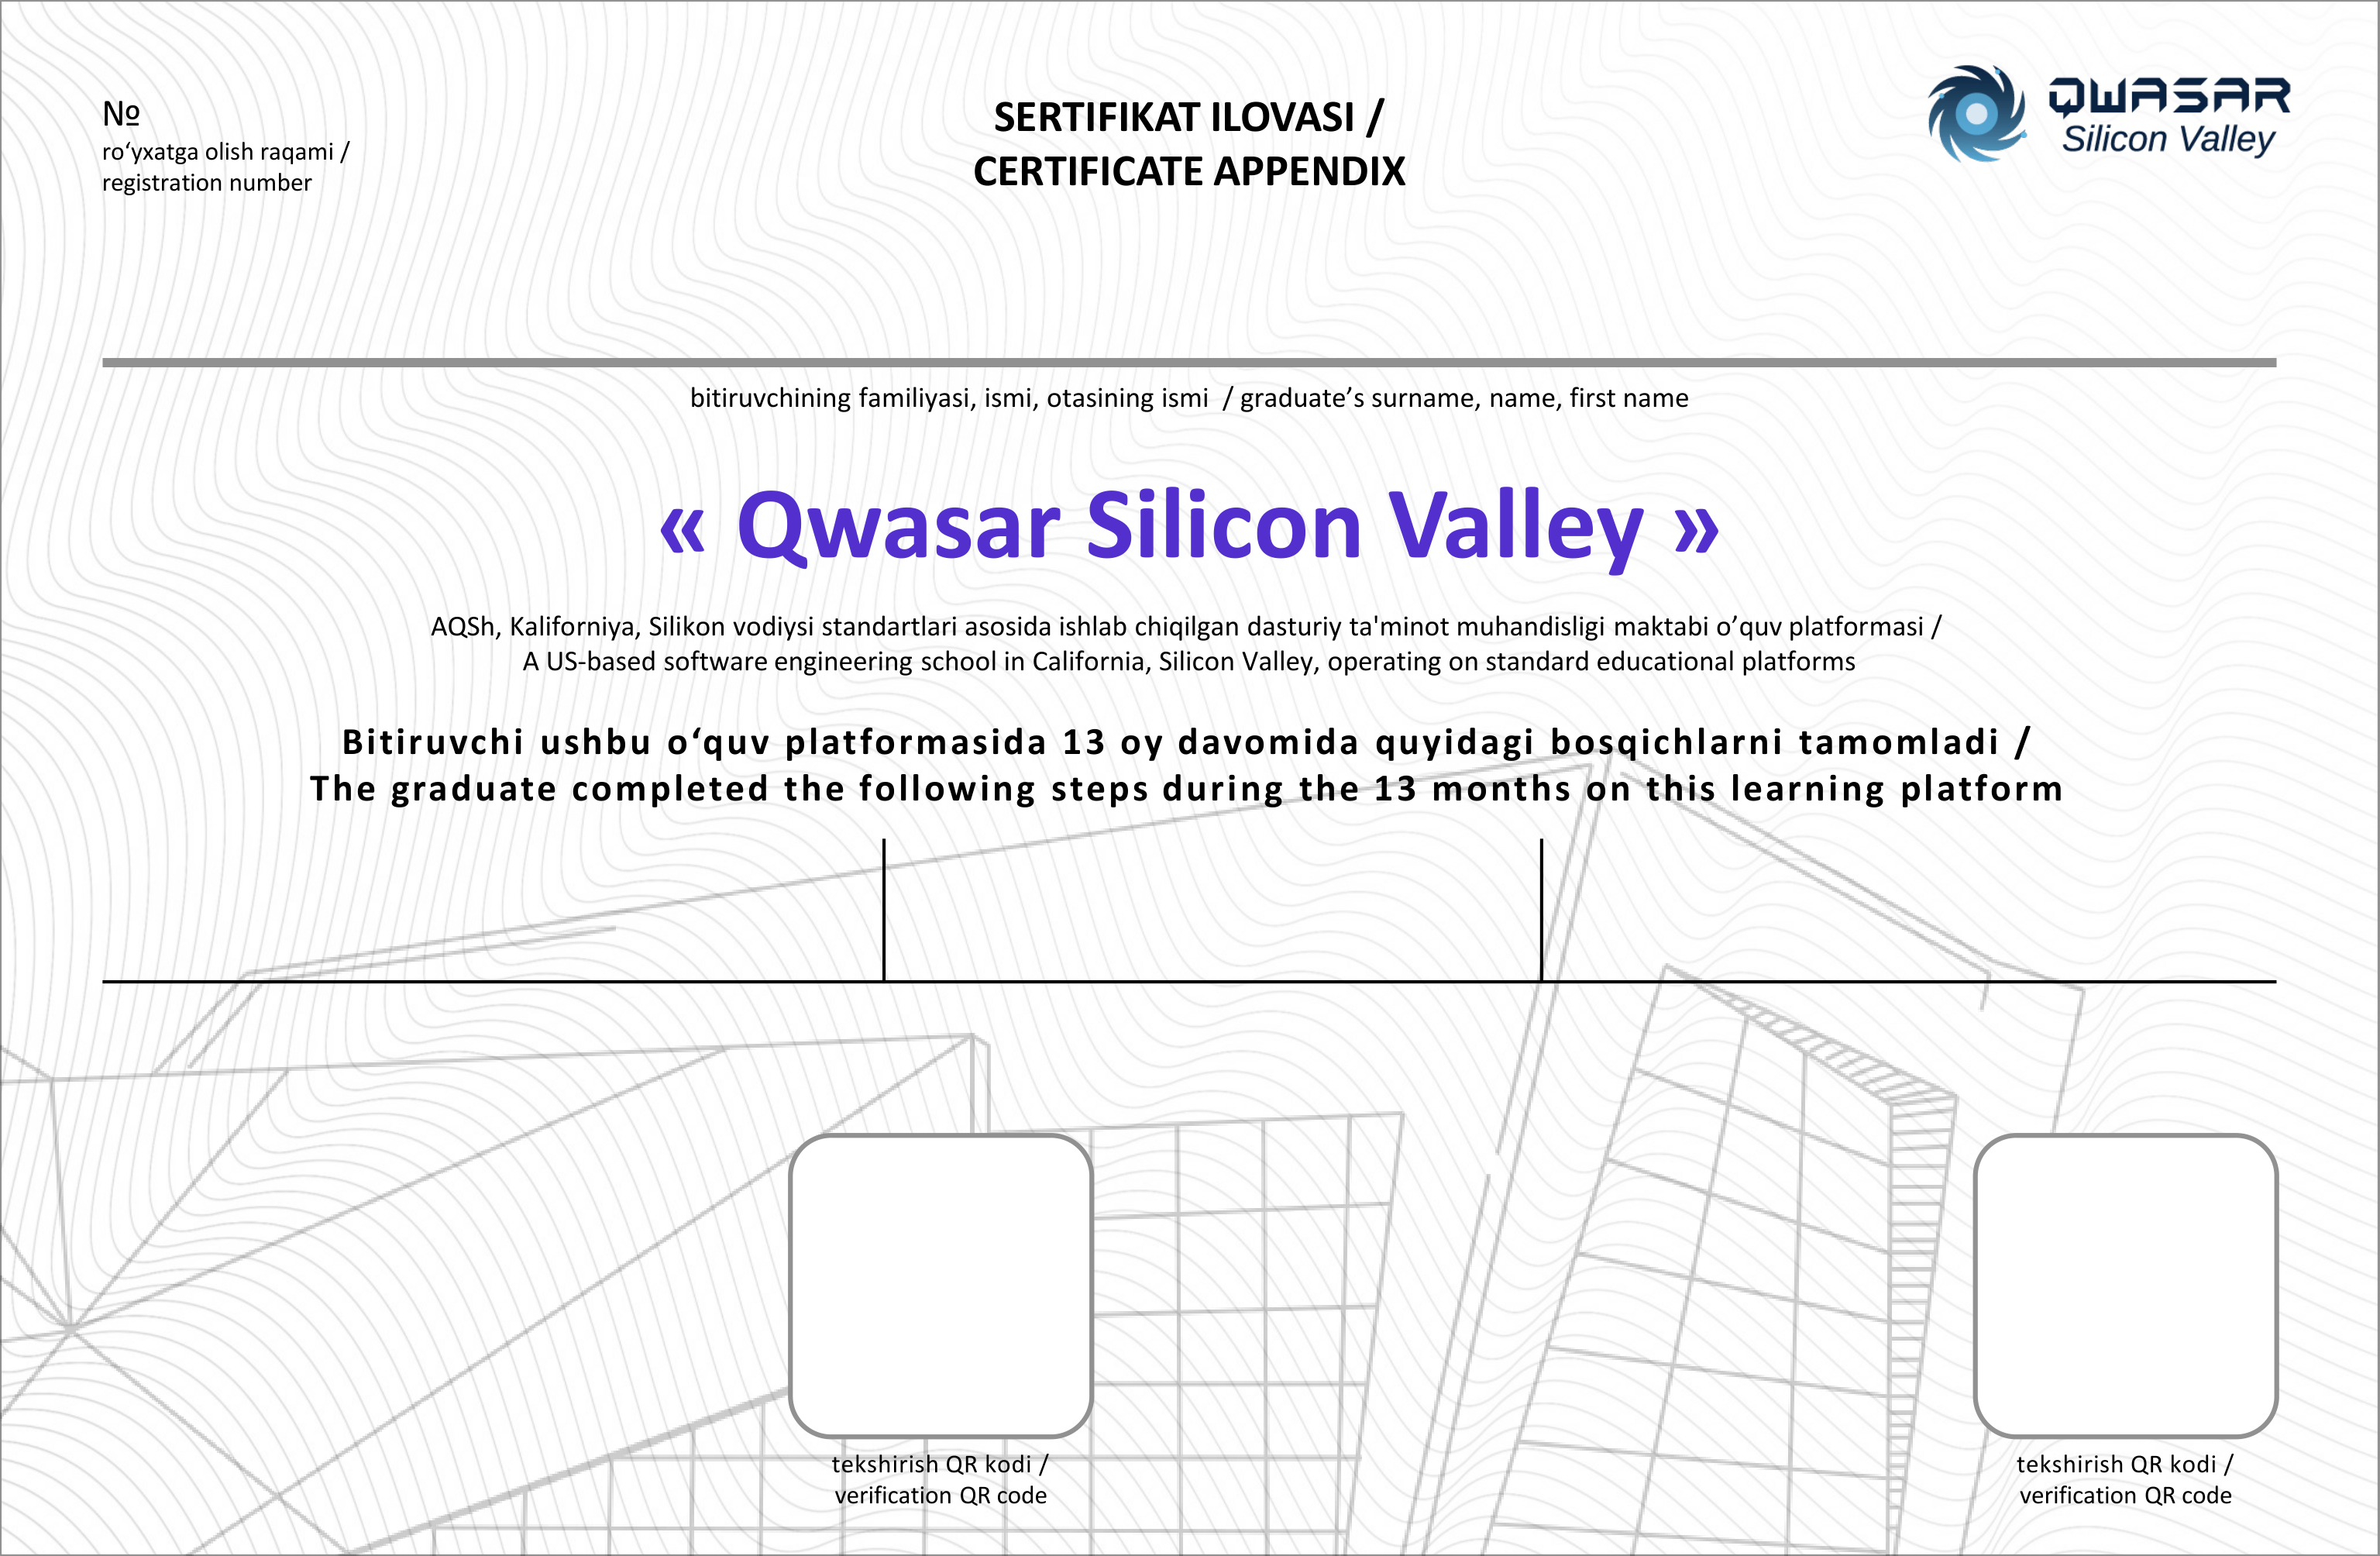 №
ro‘yxatga olish raqami /
registration number
SERTIFIKAT ILOVASI /
CERTIFICATE APPENDIX
QWASAR
Silicon Valley
bitiruvchining familiyasi, ismi, otasining ismi / graduate’s surname, name, first name
« Qwasar Silicon Valley »
AQSh, Kaliforniya, Silikon vodiysi standartlari asosida ishlab chiqilgan dasturiy ta'minot muhandisligi maktabi o’quv platformasi /
A US-based software engineering school in California, Silicon Valley, operating on standard educational platforms
Bitiruvchi ushbu o‘quv platformasida 13 oy davomida quyidagi bosqichlarni tamomladi /
The graduate completed the following steps during the 13 months on this learning platform
tekshirish QR kodi /
verification QR code
tekshirish QR kodi /
verification QR code